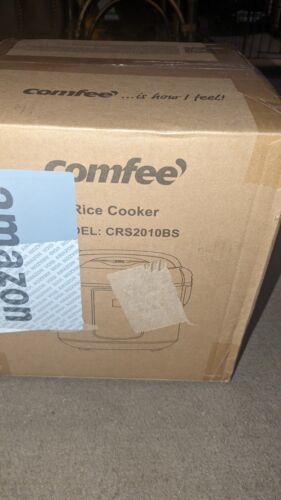 comfee' ...is how I feel!
comfee'
Rice Cooker
DEL: CRS2010BS
amazon